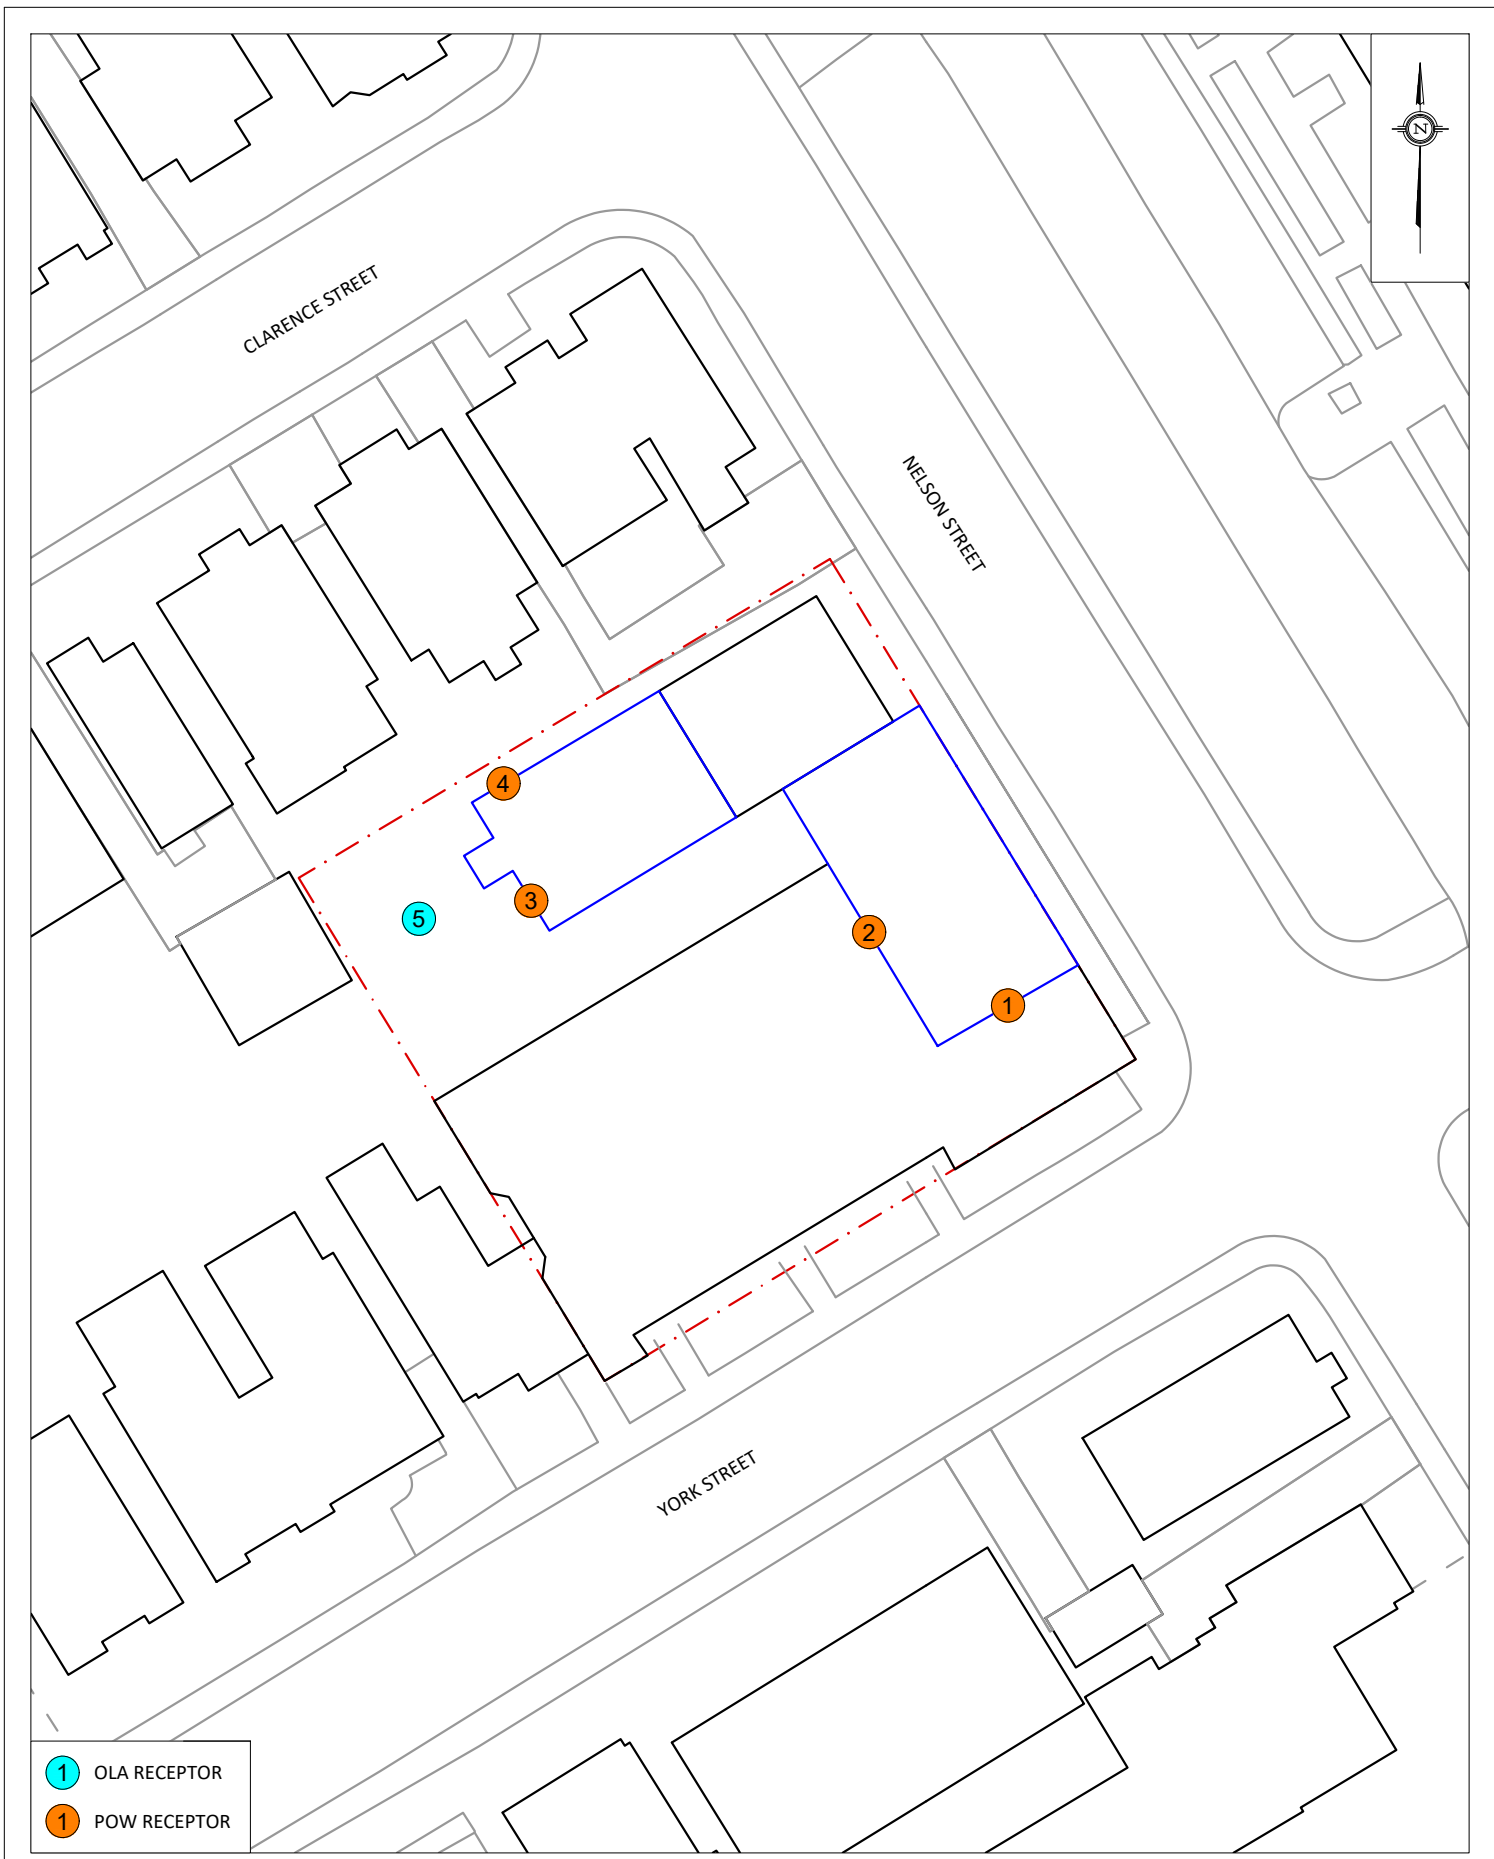 N
CLARENCE STREET
NELSON STREET
4
3
5
2
1
YORK STREET
1 OLA RECEPTOR
1 POW RECEPTOR